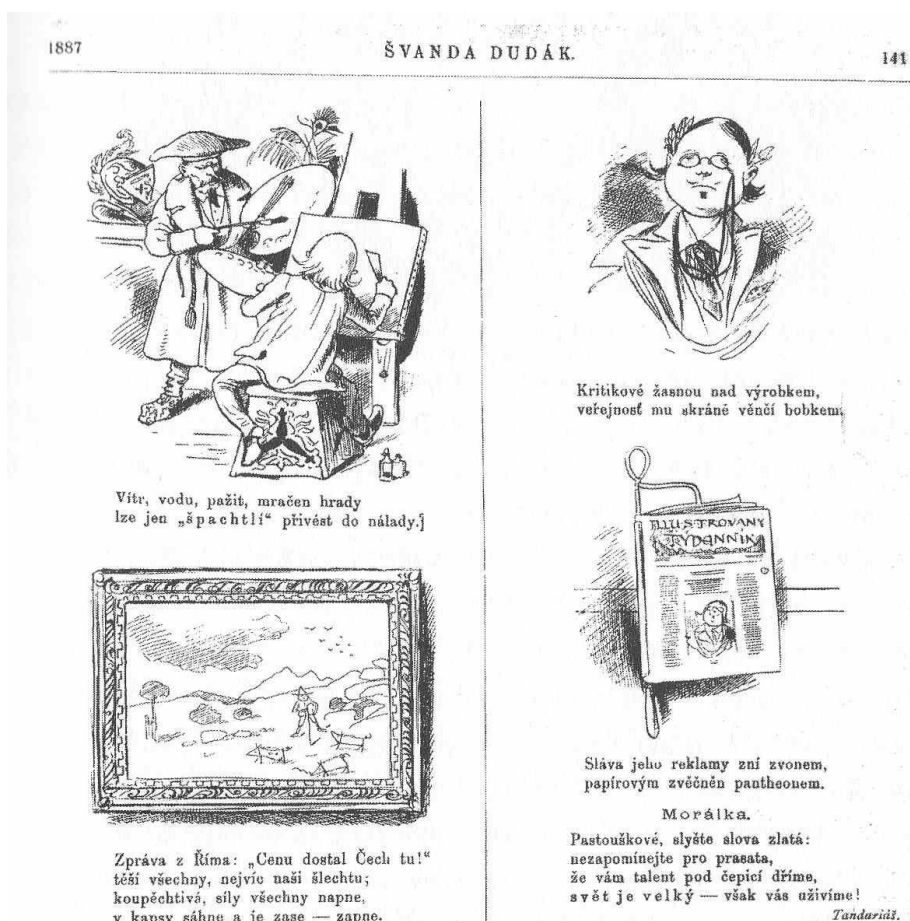 1887
ŠVANDA DUDÁK.
141
Vítr, vodu, pažit, mračen hrady
lze jen „špachtlí“ přivést do nálady.
Zpráva z Říma: „Cenu dostal Čech tu!“
těší všechny, nejvíc naši šlechtu;
koupěchtivá, síly všechny napne,
v kapsy sáhne a je zase — zapne.
Kritikové žasnou nad výrobkem,
veřejnosť mu skráně věnčí bobkem.
ILLUSTROVANÝ
TÝDENNÍK
Sláva jeho reklamy zní zvonem,
papírovým zvěčněn pantheonem.
Morálka.
Pastouškové, slyšte slova zlatá:
nezapomínejte pro prasata,
že vám talent pod čepicí dříme,
svět je velký — však vás uživíme!
Tandariáš.